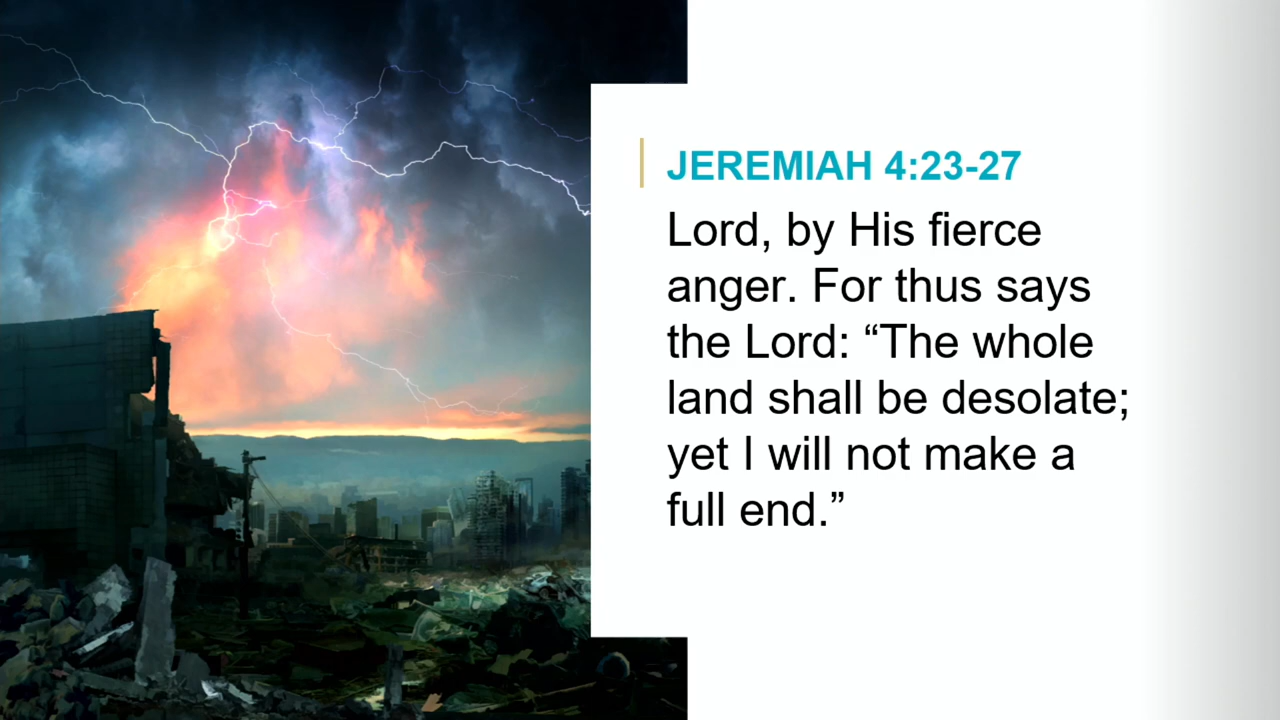 JEREMIAH 4:23-27
Lord, by His fierce
anger. For thus says
the Lord: “The whole
land shall be desolate;
yet I will not make a
full end.”